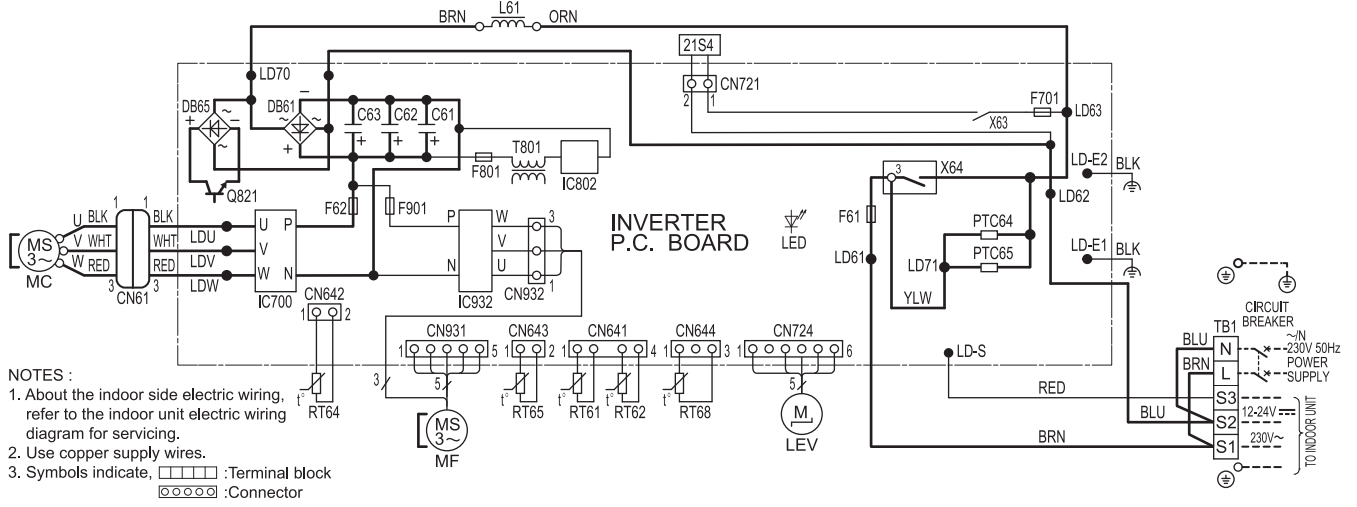 BRN L61 ORN
21S4
LD70
CN721
2 1
DB65 DB61
~ − ~
+ − ~ ~
~ +
C63 C62 C61
+ + +
F701
X63
LD63
T801
F801
IC802
Q821
LD-E2 BLK
3 X64
LD62
F62 F901
F61
PTC64
PTC65
INVERTER
P.C. BOARD
LED
1 1
U BLK BLK LDU U P
V WHT WHT LDV V
W RED RED LDW W N
3 3
MS
3~
MC
CN61
IC700
P W 3
V
N U 1
IC932 CN932
LD61
LD71
YLW
LD-E1 BLK
CN642
1 2
CN931
1 5
CN643
1 2
CN641
1 4
CN644
1 3
CN724
1 6
LD-S
3 5 5
t° RT64
t° RT65
t° RT61
t° RT62
t° RT68
MS
3~
MF
M
LEV
RED
BLU
BRN
CIRCUIT
BREAKER
TB1
BLU N
BRN L
~/N
230V 50Hz
POWER
SUPPLY
S3
S2 12-24V
S1 230V~
TO INDOOR UNIT
NOTES :
1. About the indoor side electric wiring,
refer to the indoor unit electric wiring
diagram for servicing.
2. Use copper supply wires.
3. Symbols indicate, :Terminal block
:Connector